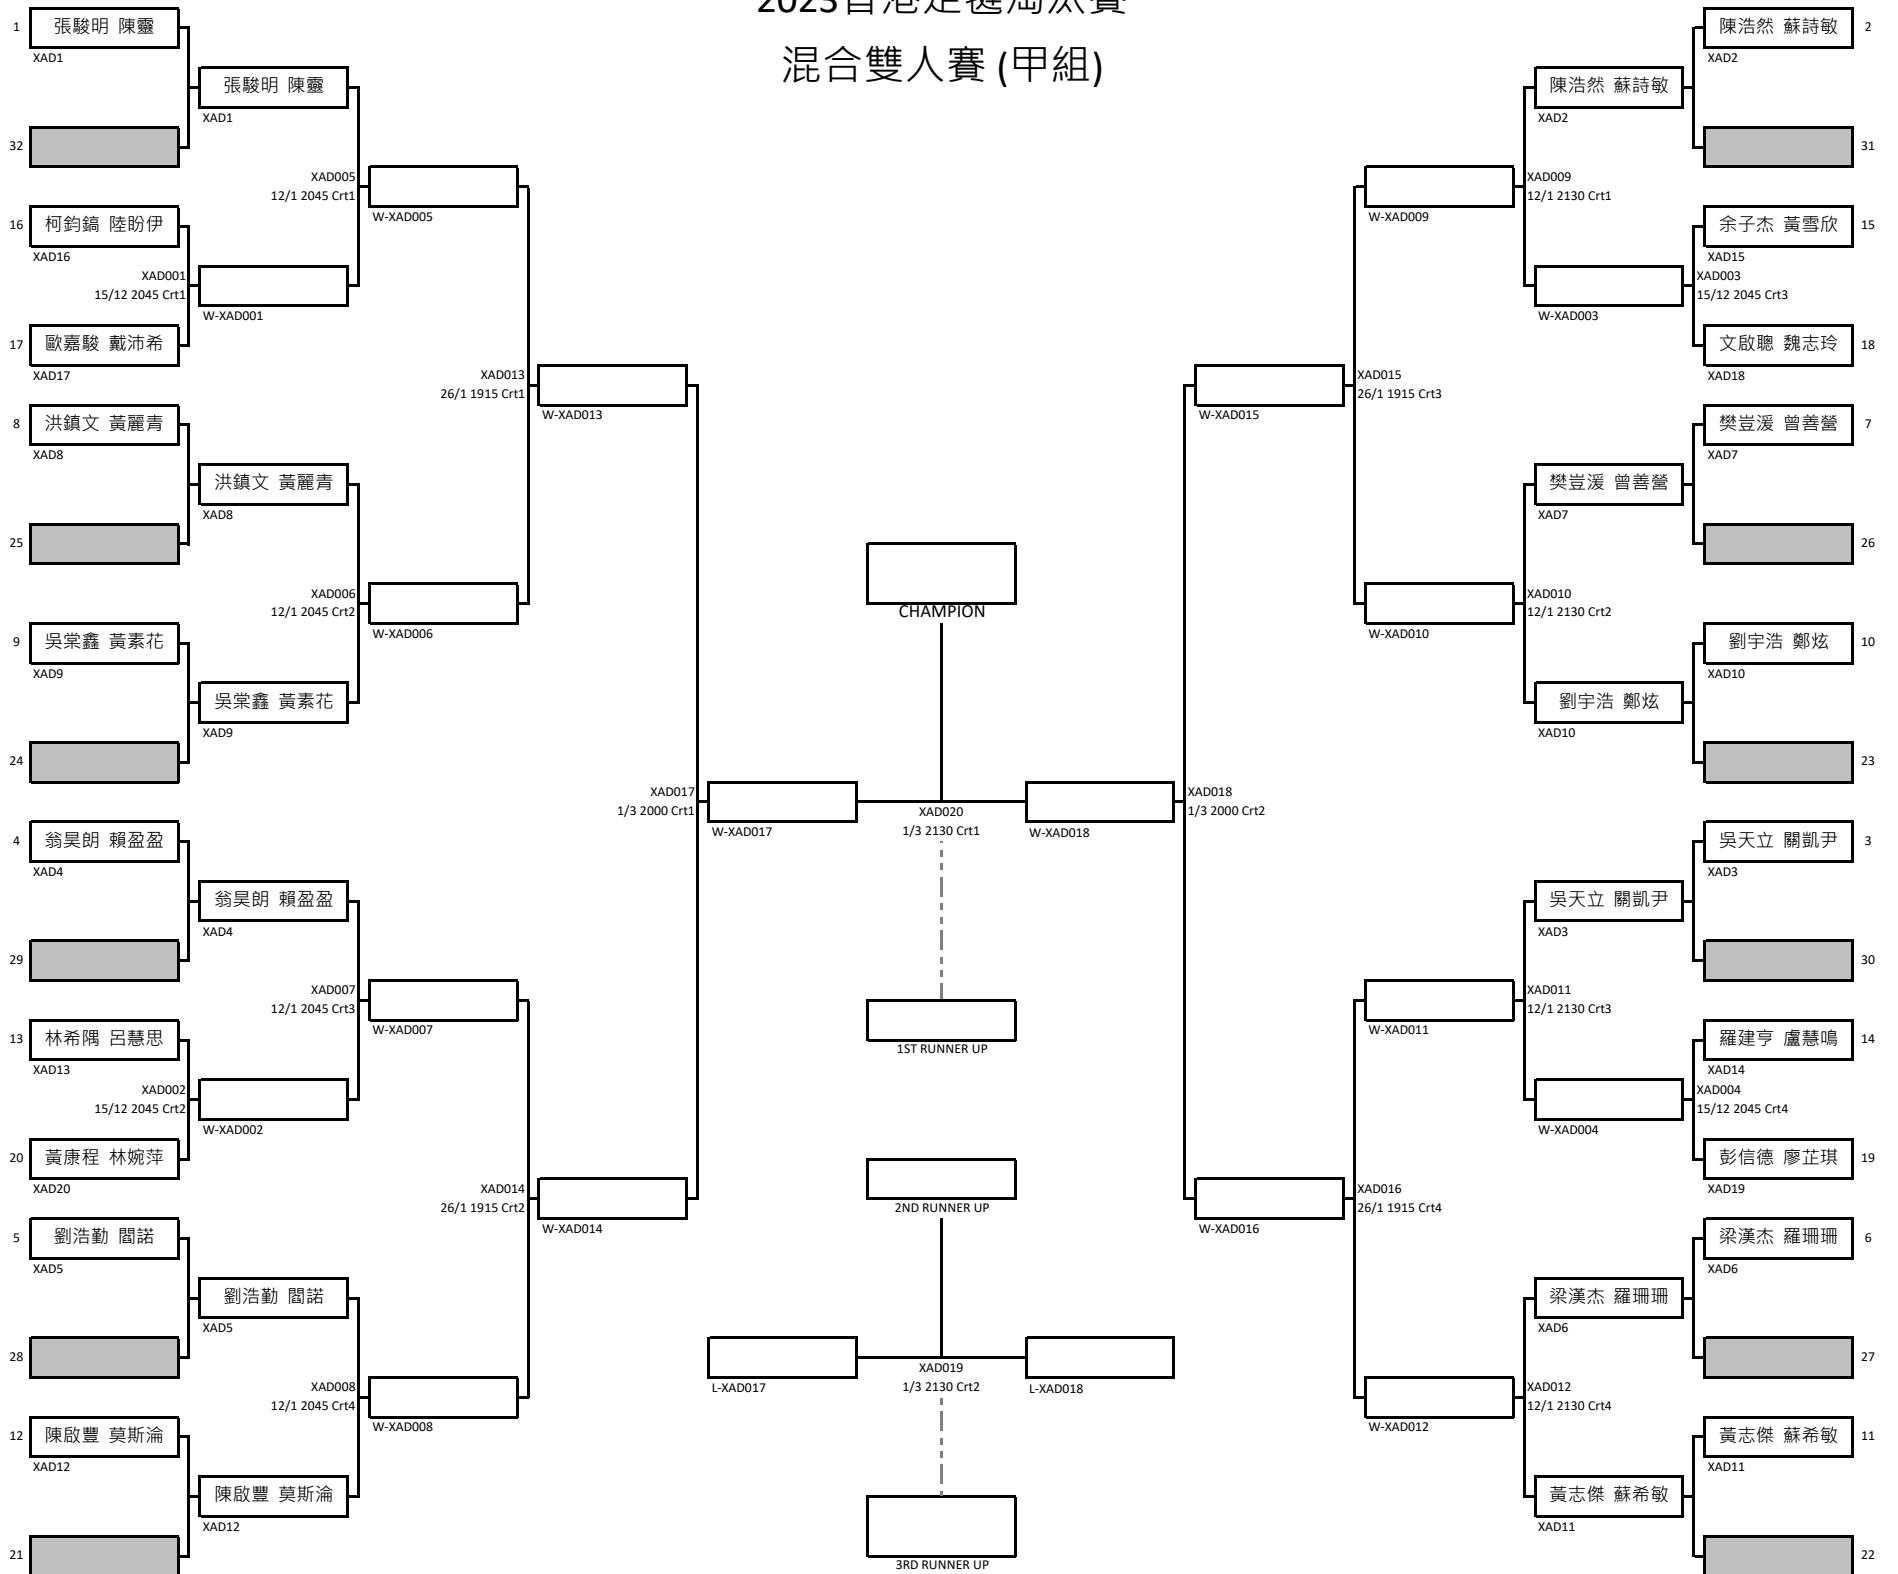 2023香港足毽淘汰賽
混合雙人賽 (甲組)
1 張駿明 陳靈
XAD1
張駿明 陳靈
XAD1
32
XAD005
12/1 2045 Crt1
W-XAD005
16 柯鈞鎬 陸盼伊
XAD16
XAD001
15/12 2045 Crt1
W-XAD001
17 歐嘉駿 戴沛希
XAD17
XAD013
26/1 1915 Crt1
W-XAD013
8 洪鎮文 黃麗青
XAD8
洪鎮文 黃麗青
XAD8
25
XAD006
12/1 2045 Crt2
W-XAD006
9 吳棠鑫 黃素花
XAD9
吳棠鑫 黃素花
XAD9
24
XAD017
1/3 2000 Crt1
W-XAD017
4 翁昊朗 賴盈盈
XAD4
翁昊朗 賴盈盈
XAD4
29
XAD007
12/1 2045 Crt3
W-XAD007
13 林希隅 呂慧思
XAD13
XAD002
15/12 2045 Crt2
W-XAD002
20 黃康程 林婉萍
XAD20
XAD014
26/1 1915 Crt2
W-XAD014
5 劉浩勤 閻諾
XAD5
劉浩勤 閻諾
XAD5
28
XAD008
12/1 2045 Crt4
W-XAD008
12 陳啟豐 莫斯淪
XAD12
陳啟豐 莫斯淪
XAD12
21
CHAMPION
XAD020
1/3 2130 Crt1
1ST RUNNER UP
2ND RUNNER UP
L-XAD017
XAD019
1/3 2130 Crt2
L-XAD018
3RD RUNNER UP
陳浩然 蘇詩敏 2
XAD2
陳浩然 蘇詩敏
XAD2
31
XAD009
12/1 2130 Crt1
W-XAD009
余子杰 黃雪欣 15
XAD15
XAD003
15/12 2045 Crt3
W-XAD003
文啟聰 魏志玲 18
XAD18
XAD015
26/1 1915 Crt3
W-XAD015
樊豈湲 曾善營 7
XAD7
樊豈湲 曾善營
XAD7
26
XAD010
12/1 2130 Crt2
W-XAD010
劉宇浩 鄭炫 10
XAD10
劉宇浩 鄭炫
XAD10
23
XAD018
1/3 2000 Crt2
W-XAD018
吳天立 關凱尹 3
XAD3
吳天立 關凱尹
XAD3
30
XAD011
12/1 2130 Crt3
W-XAD011
羅建亨 盧慧鳴 14
XAD14
XAD004
15/12 2045 Crt4
W-XAD004
彭信德 廖芷琪 19
XAD19
XAD016
26/1 1915 Crt4
W-XAD016
梁漢杰 羅珊珊 6
XAD6
梁漢杰 羅珊珊
XAD6
27
XAD012
12/1 2130 Crt4
W-XAD012
黃志傑 蘇希敏 11
XAD11
黃志傑 蘇希敏
XAD11
22